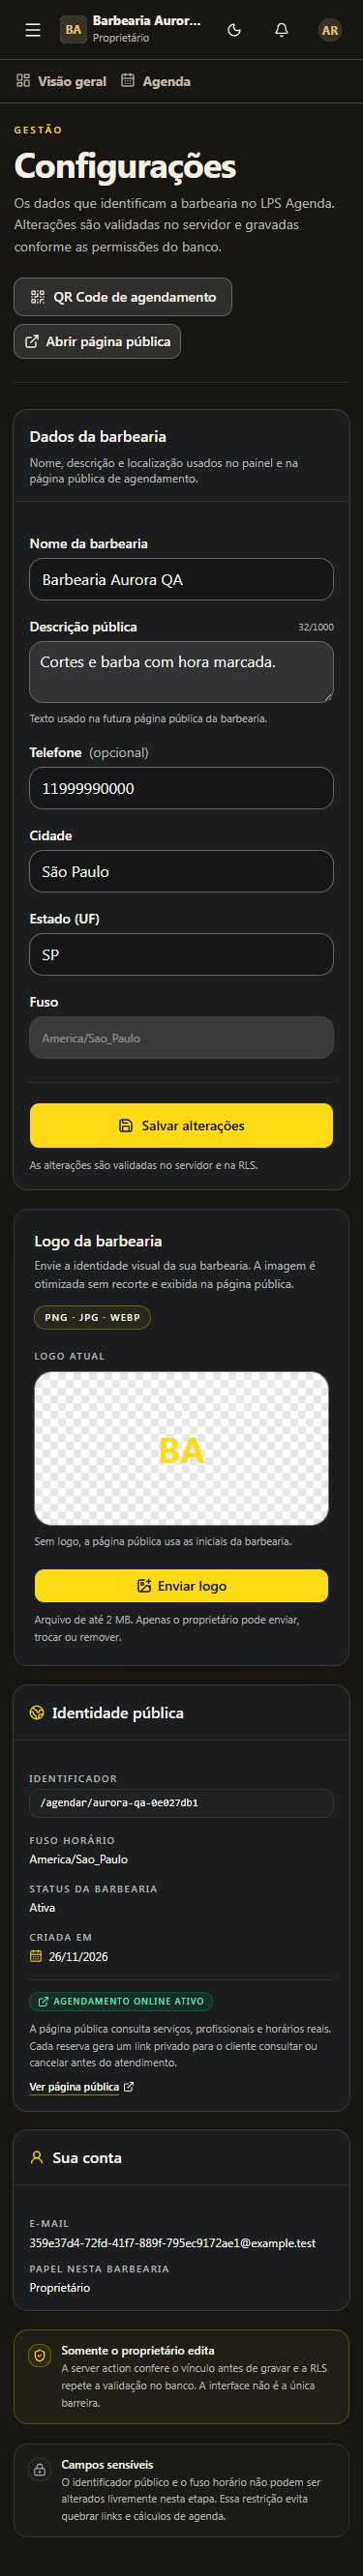 BA
Barbearia Auror...
Proprietário
AR
Visão geral
Agenda
GESTÃO
Configurações
Os dados que identificam a barbearia no LPS Agenda.
Alterações são validadas no servidor e gravadas
conforme as permissões do banco.
QR Code de agendamento
Abrir página pública
Dados da barbearia
Nome, descrição e localização usados no painel e na
página pública de agendamento.
Nome da barbearia
Barbearia Aurora QA
Descrição pública
32/1000
Cortes e barba com hora marcada.
Texto usado na futura página pública da barbearia.
Telefone (opcional)
11999990000
Cidade
São Paulo
Estado (UF)
SP
Fuso
America/Sao_Paulo
Salvar alterações
As alterações são validadas no servidor e na RLS.
Logo da barbearia
Envie a identidade visual da sua barbearia. A imagem é
otimizada sem recorte e exibida na página pública.
PNG · JPG · WEBP
LOGO ATUAL
BA
Sem logo, a página pública usa as iniciais da barbearia.
Enviar logo
Arquivo de até 2 MB. Apenas o proprietário pode enviar,
trocar ou remover.
Identidade pública
IDENTIFICADOR
/agendar/aurora-qa-0e027db1
FUSO HORÁRIO
America/Sao_Paulo
STATUS DA BARBEARIA
Ativa
CRIADA EM
26/11/2026
AGENDAMENTO ONLINE ATIVO
A página pública consulta serviços, profissionais e horários reais.
Cada reserva gera um link privado para o cliente consultar ou
cancelar antes do atendimento.
Ver página pública
Sua conta
E-MAIL
359e37d4-72fd-41f7-889f-795ec9172ae1@example.test
PAPEL NESTA BARBEARIA
Proprietário
Somente o proprietário edita
A server action confere o vínculo antes de gravar e a RLS
repete a validação no banco. A interface não é a única
barreira.
Campos sensíveis
O identificador público e o fuso horário não podem ser
alterados livremente nesta etapa. Essa restrição evita
quebrar links e cálculos de agenda.